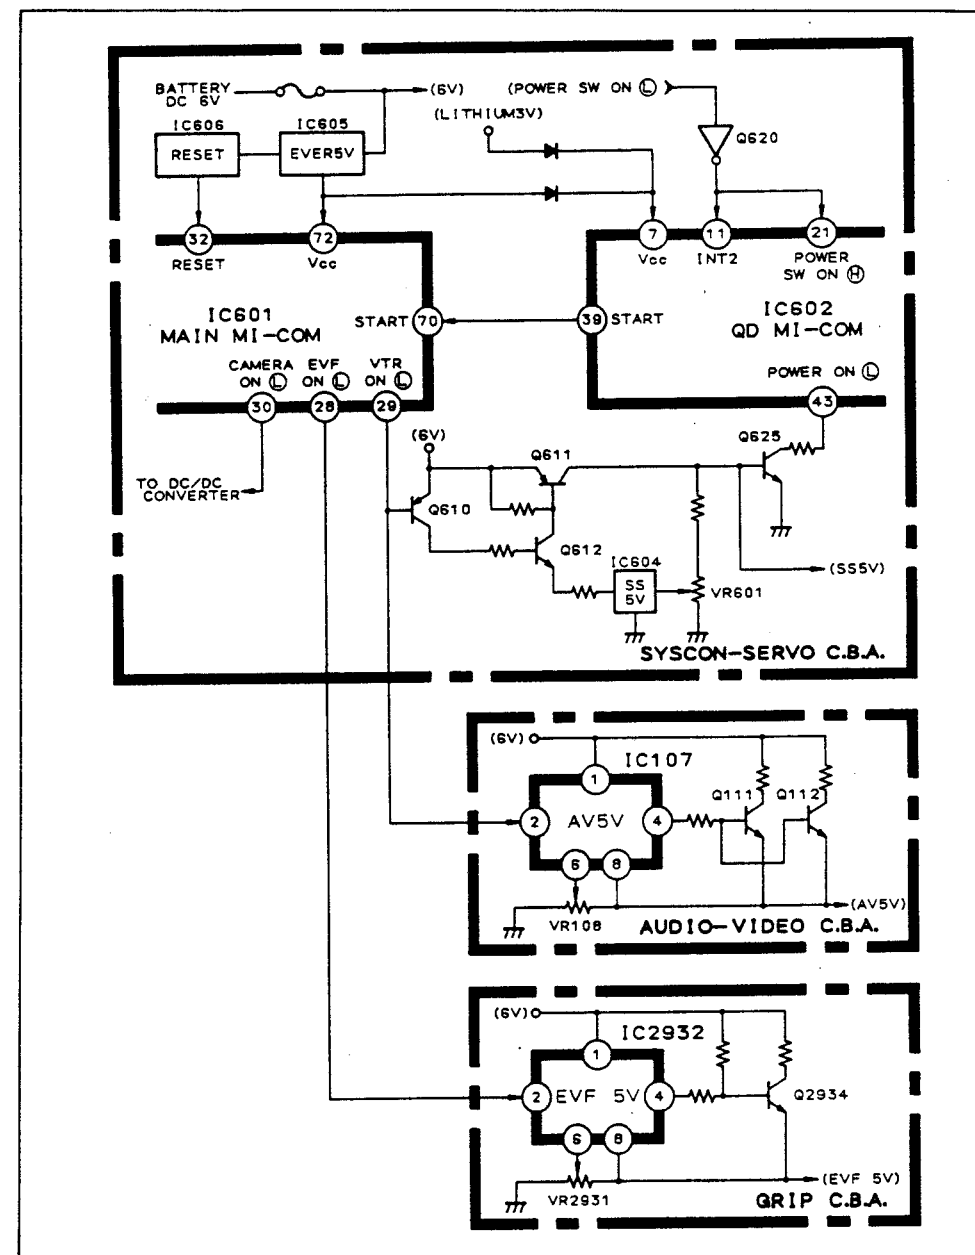 BATTERY
DC 6V
(6V)
(POWER SW ON Ⓛ)
(LITHIUM3V)
IC606
IC605
RESET
EVER5V
Q620
32
72
7
11
21
RESET
Vcc
Vcc
INT2
POWER
SW ON Ⓗ
IC601
MAIN MI-COM
START
70
39
START
IC602
QD MI-COM
CAMERA
ON Ⓛ
EVF
ON Ⓛ
VTR
ON Ⓛ
POWER ON Ⓛ
30
28
29
43
(6V)
Q611
Q625
TO DC/DC
CONVERTER
Q610
Q612
IC604
SS
5V
VR601
(SS5V)
SYSCON-SERVO C.B.A.
(6V)
IC107
1
Q111
Q112
2
AV5V
4
6
8
VR108
(AV5V)
AUDIO-VIDEO C.B.A.
(6V)
IC2932
1
2
EVF 5V
4
Q2934
6
8
VR2931
(EVF 5V)
GRIP C.B.A.